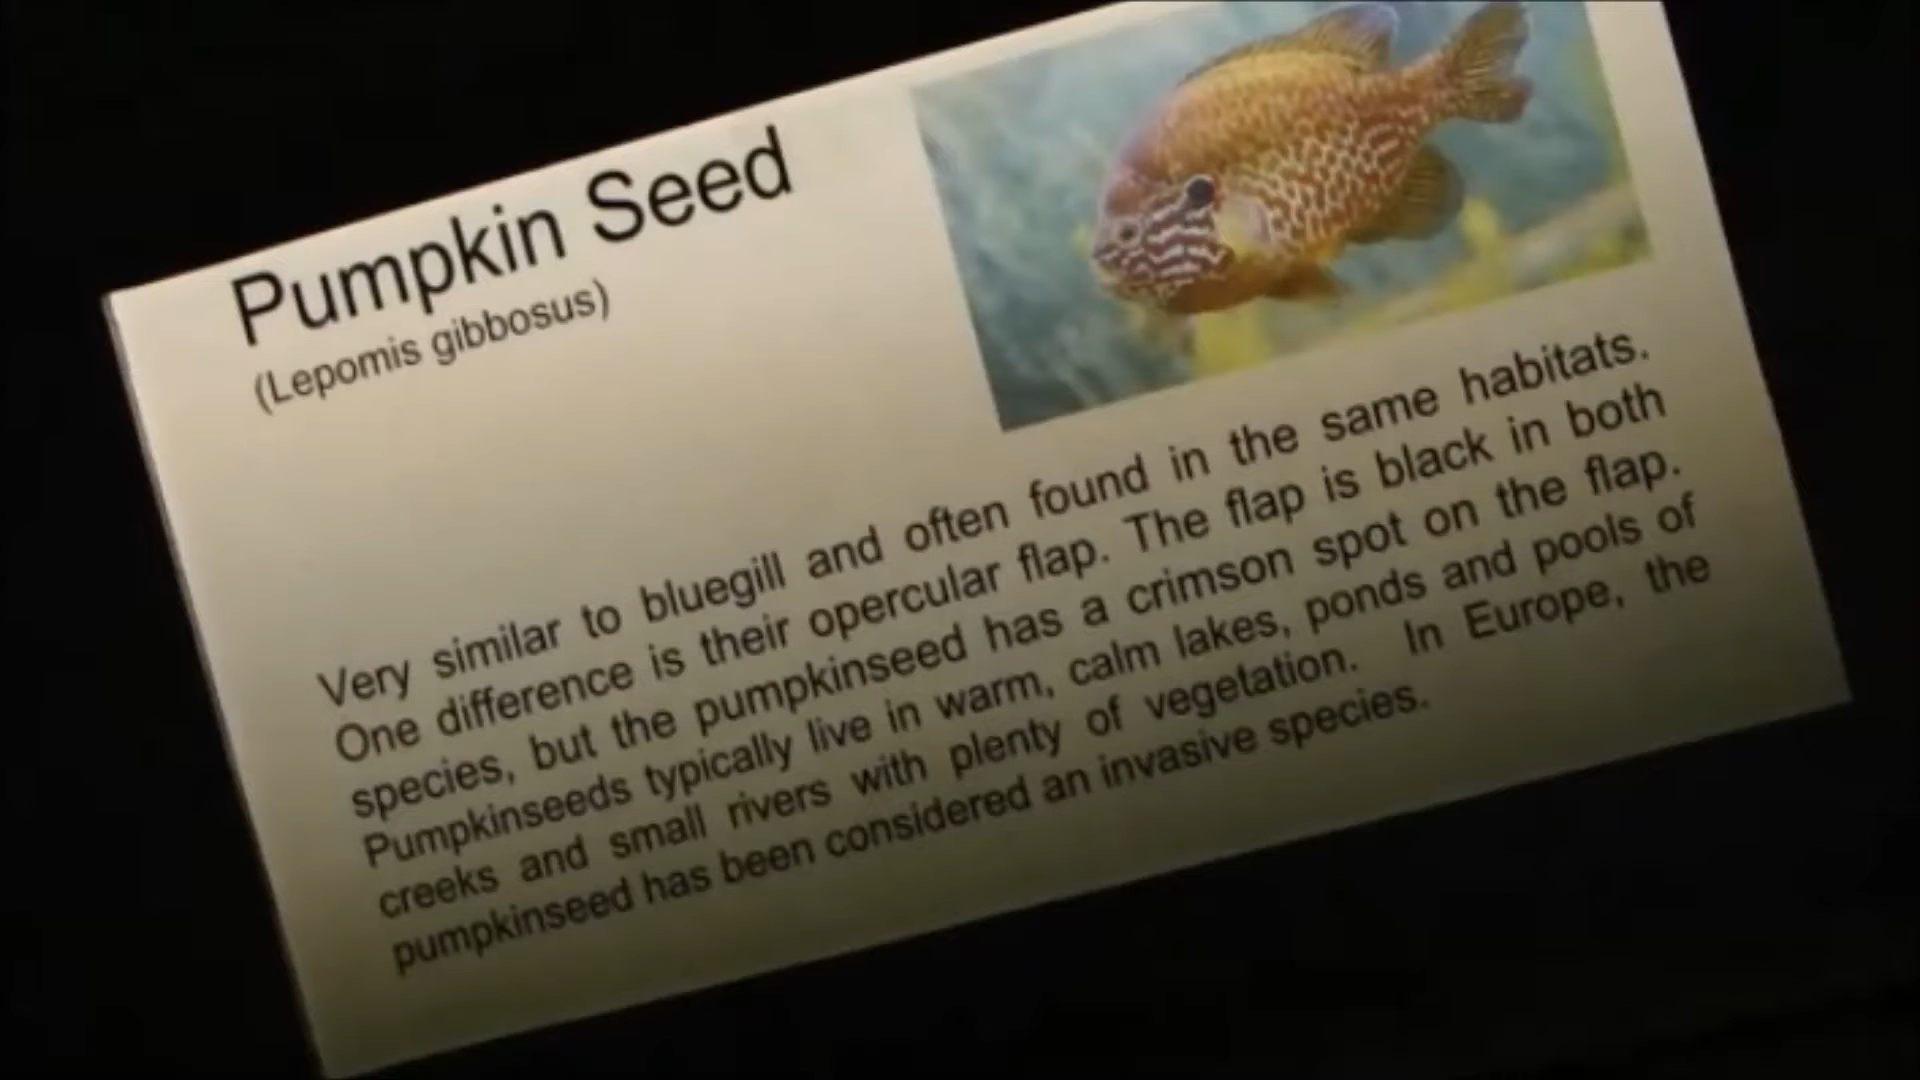 Pumpkin Seed
(Lepomis gibbosus)
Very similar to bluegill and often found in the same habitats.
One difference is their opercular flap. The flap is black in both
species, but the pumpkinseed has a crimson spot on the flap.
Pumpkinseeds typically live in warm, calm lakes, ponds and pools of
creeks and small rivers with plenty of vegetation. In Europe, the
pumpkinseed has been considered an invasive species.